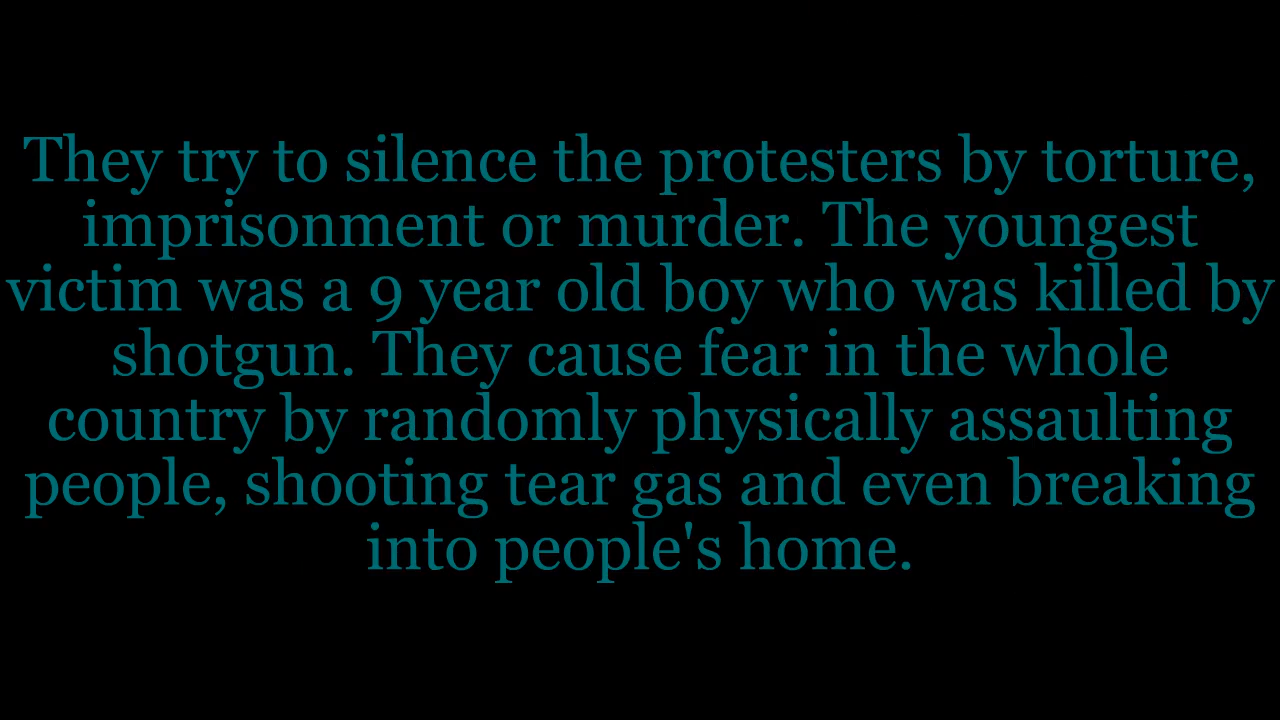 They try to silence the protesters by torture,
imprisonment or murder. The youngest
victim was a 9 year old boy who was killed by
shotgun. They cause fear in the whole
country by randomly physically assaulting
people, shooting tear gas and even breaking
into people's home.